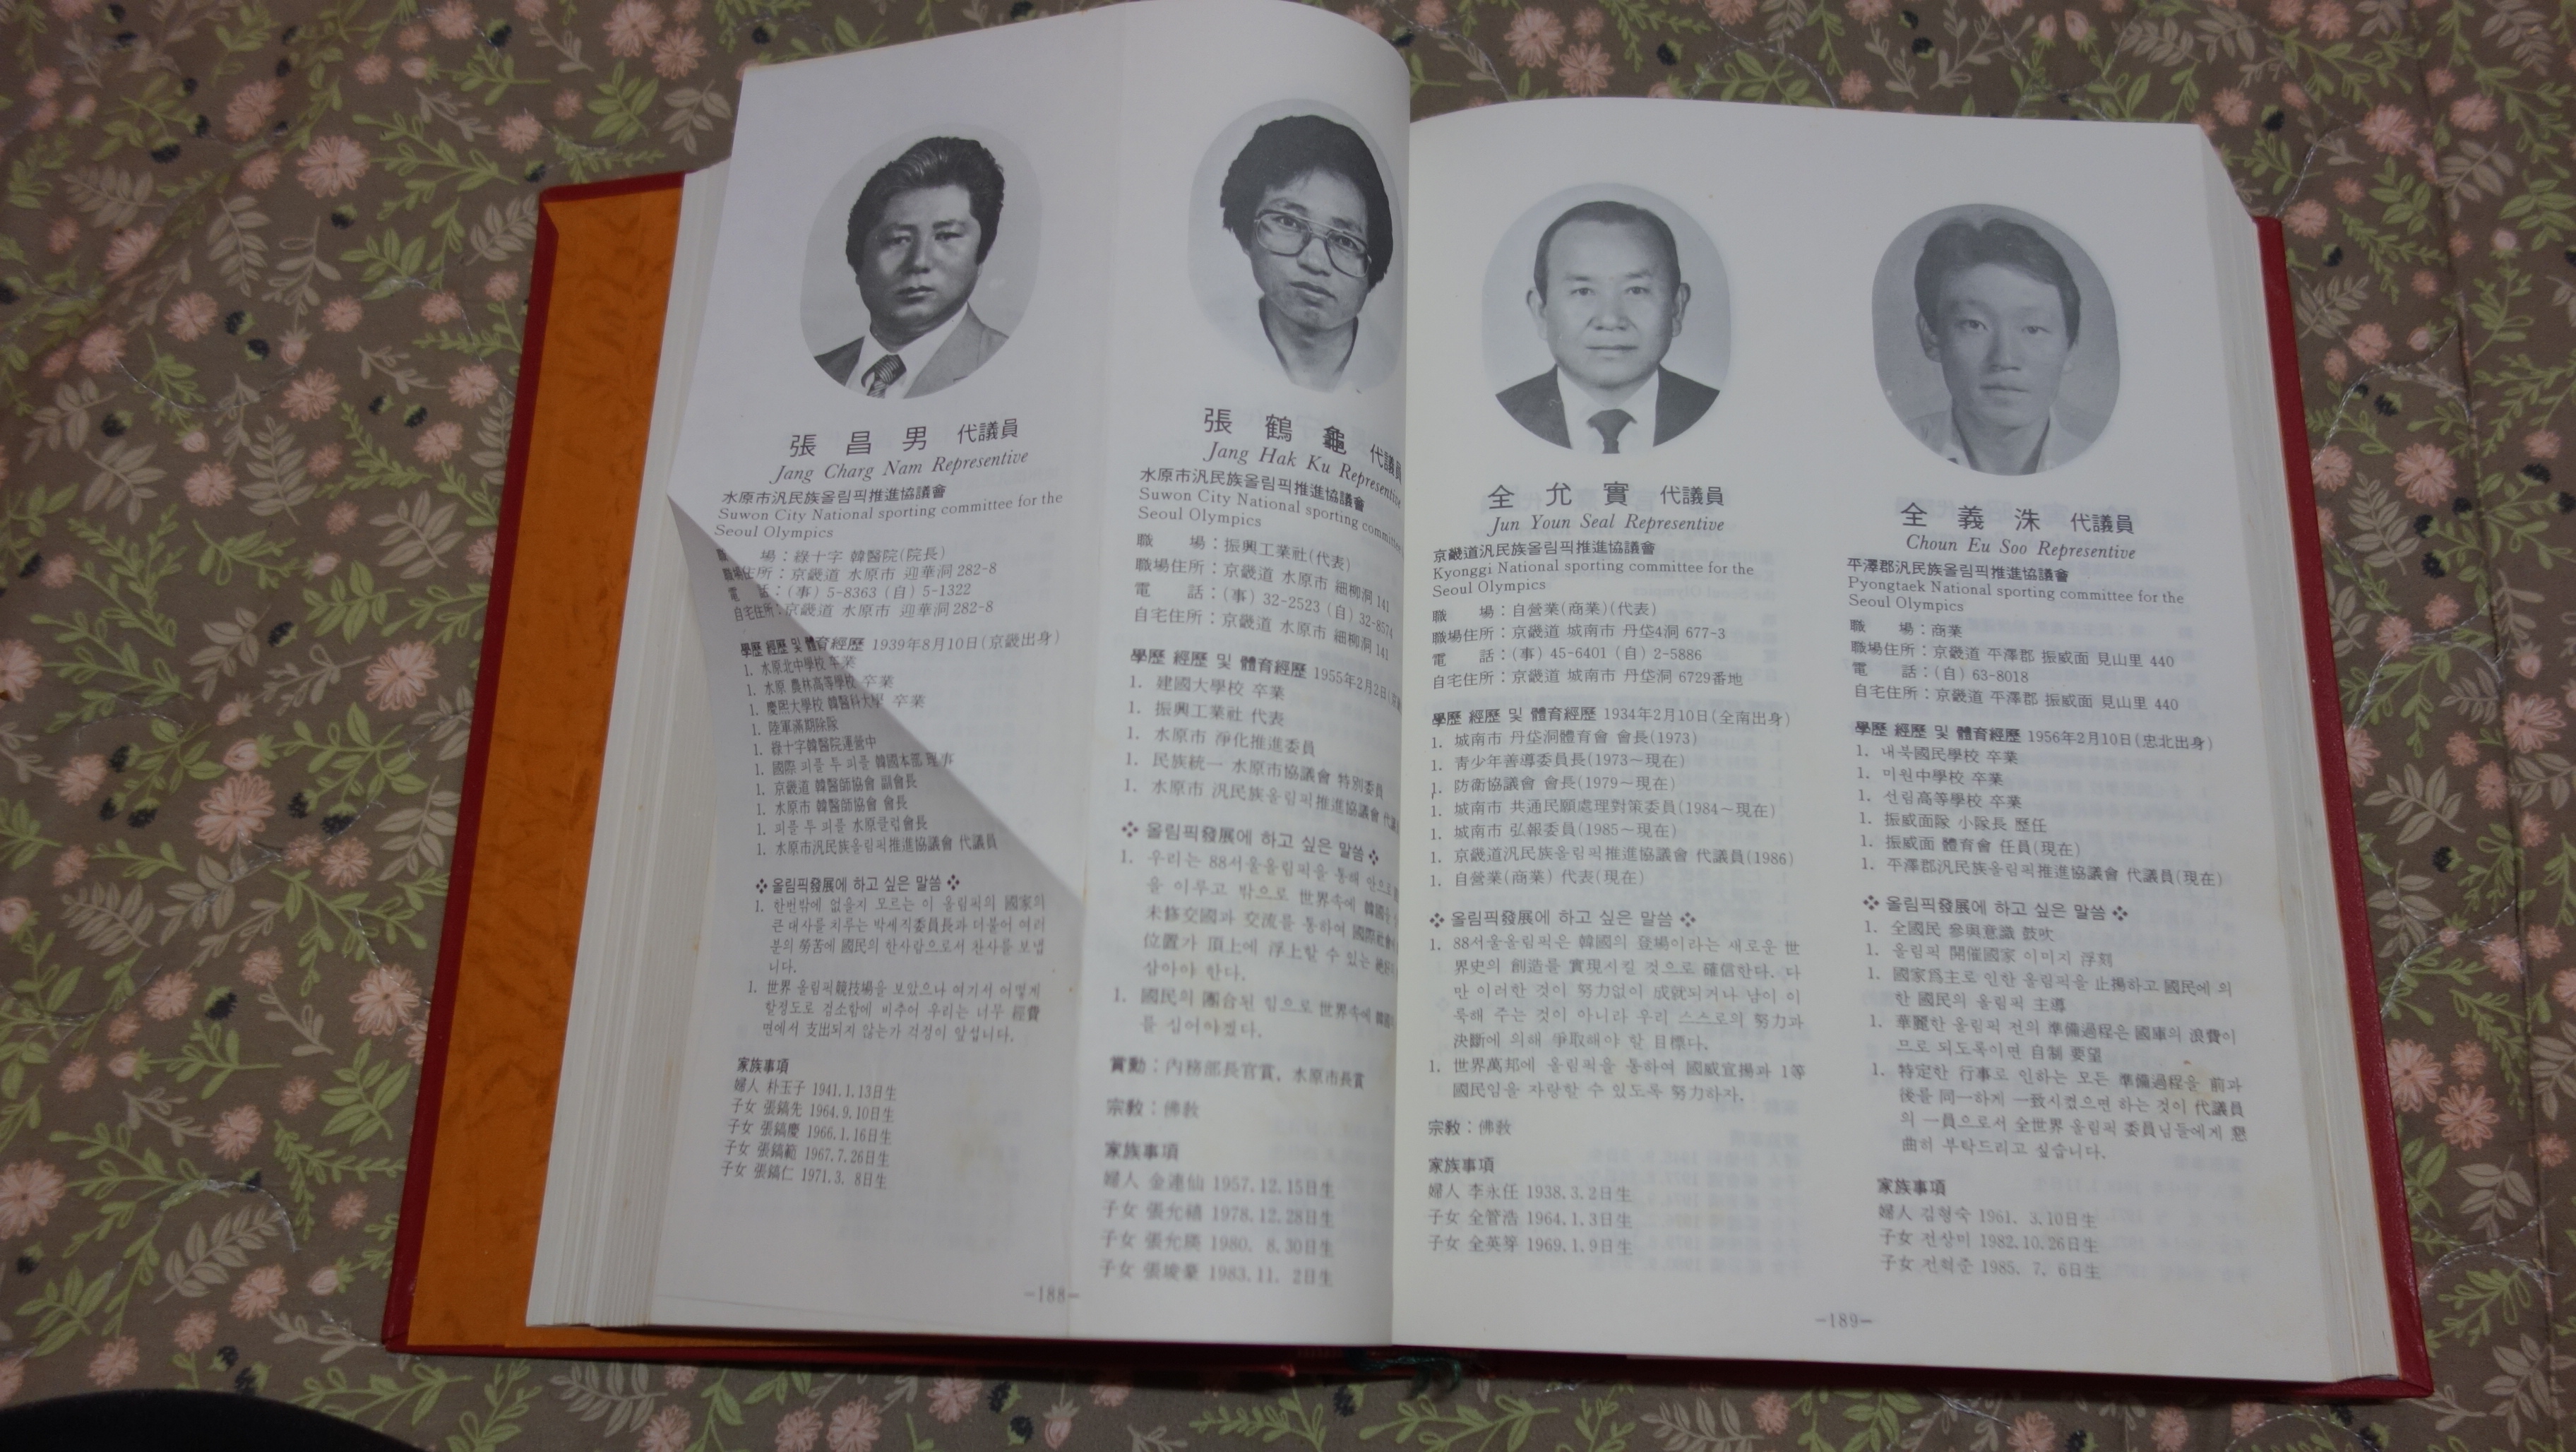 張 昌 男 代議員
Jang Charg Nam Representive
水原市汎民族올림픽推進協議會
Suwon City National sporting committee for the
Seoul Olympics
場：綠十字 韓醫院(院長)
職場住所：京畿道 水原市 迎華洞 282-8
電 話：(事) 5-8363 (自) 5-1322
自宅住所：京畿道 水原市 迎華洞 282-8
學歷 經歷 및 體育經歷 1939年8月10日(京畿出身)
1. 水原北中學校 卒業
1. 水原 農林高等學校 卒業
1. 慶熙大學校 韓醫科大學 卒業
1. 陸軍滿期除隊
1. 綠十字韓醫院運營中
1. 國際 피플 투 피플 韓國本部 理事
1. 京畿道 韓醫師協會 副會長
1. 水原市 韓醫師協會 會長
1. 피플 투 피플 水原클럽會長
1. 水原市汎民族올림픽推進協議會 代議員
❖ 올림픽發展에 하고 싶은 말씀 ❖
1. 한번밖에 없을지 모르는 이 올림픽의 國家의
큰 대사를 치루는 박세직委員長과 더불어 여러
분의 勞苦에 國民의 한사람으로서 찬사를 보냅
니다.
1. 世界 올림픽競技場을 보았으나 여기서 어떻게
할정도로 검소함에 비추어 우리는 너무 經費
면에서 支出되지 않는가 걱정이 앞섭니다.
家族事項
婦人 朴玉子 1941.1.13日生
子女 張鎬先 1964.9.10日生
子女 張鎬慶 1966.1.16日生
子女 張鎬範 1967.7.26日生
子女 張鎬仁 1971.3. 8日生
-188-
張 鶴 龜 代議員
Jang Hak Ku Representive
水原市汎民族올림픽推進協議會
Suwon City National sporting committee
Seoul Olympics
職 場：振興工業社(代表)
職場住所：京畿道 水原市 細柳洞 141
電 話：(事) 32-2523 (自) 32-8574
自宅住所：京畿道 水原市 細柳洞 141
學歷 經歷 및 體育經歷 1955年2月2日
1. 建國大學校 卒業
1. 振興工業社 代表
1. 水原市 淨化推進委員
1. 民族統一 水原市協議會 特別委員
1. 水原市 汎民族올림픽推進協議會
❖ 올림픽發展에 하고 싶은 말씀 ❖
1. 우리는 88서울올림픽을 통해 안으로
을 이루고 밖으로 世界속에
未修交國과 交流를 통하여
位置가 頂上에 浮上할 수 있는
삼아야 한다.
1. 國民의 團合된 힘으로 世界속에
를 심어야겠다.
賞勳：內務部長官賞, 水原市長賞
宗敎：佛敎
家族事項
婦人 金連仙 1957.12.15日生
子女 張允禧 1978.12.28日生
子女 張允瑛 1980. 8.30日生
子女 張峻豪 1983.11. 2日生
全 允 實 代議員
Jun Youn Seal Representive
京畿道汎民族올림픽推進協議會
Kyonggi National sporting committee for the
Seoul Olympics
職 場：自營業(商業)(代表)
職場住所：京畿道 城南市 丹垈4洞 677-3
電 話：(事) 45-6401 (自) 2-5886
自宅住所：京畿道 城南市 丹垈洞 6729番地
學歷 經歷 및 體育經歷 1934年2月10日(全南出身)
1. 城南市 丹垈洞體育會 會長(1973)
1. 靑少年善導委員長(1973～現在)
1. 防衛協議會 會長(1979～現在)
1. 城南市 共通民願處理對策委員(1984～現在)
1. 城南市 弘報委員(1985～現在)
1. 京畿道汎民族올림픽推進協議會 代議員(1986)
1. 自營業(商業) 代表(現在)
❖ 올림픽發展에 하고 싶은 말씀 ❖
1. 88서울올림픽은 韓國의 登場이라는 새로운 世
界史의 創造를 實現시킬 것으로 確信한다. 다
만 이러한 것이 努力없이 成就되거나 남이 이
룩해 주는 것이 아니라 우리 스스로의 努力과
決斷에 의해 爭取해야 할 目標다.
1. 世界萬邦에 올림픽을 통하여 國威宣揚과 1等
國民임을 자랑할 수 있도록 努力하자.
宗敎：佛敎
家族事項
婦人 李永任 1938.3.2日生
子女 全管浩 1964.1.3日生
子女 全英 1969.1.9日生
全 義 洙 代議員
Choun Eu Soo Representive
平澤郡汎民族올림픽推進協議會
Pyongtaek National sporting committee for the
Seoul Olympics
職 場：商業
職場住所：京畿道 平澤郡 振威面 見山里 440
電 話：(自) 63-8018
自宅住所：京畿道 平澤郡 振威面 見山里 440
學歷 經歷 및 體育經歷 1956年2月10日(忠北出身)
1. 내북國民學校 卒業
1. 미원中學校 卒業
1. 선림高等學校 卒業
1. 振威面隊 小隊長 歷任
1. 振威面 體育會 任員(現在)
1. 平澤郡汎民族올림픽推進協議會 代議員(現在)
❖ 올림픽發展에 하고 싶은 말씀 ❖
1. 全國民 參與意識 鼓吹
1. 올림픽 開催國家 이미지 浮刻
1. 國家爲主로 인한 올림픽을 止揚하고 國民에 의
한 國民의 올림픽 主導
1. 華麗한 올림픽 전의 準備過程은 國庫의 浪費이
므로 되도록이면 自制 要望
1. 特定한 行事로 인하는 모든 準備過程을 前과
後를 同一하게 一致시켰으면 하는 것이 代議員
의 一員으로서 全世界 올림픽 委員님들에게 懇
曲히 부탁드리고 싶습니다.
家族事項
婦人 김형숙 1961. 3.10日生
子女 전상미 1982.10.26日生
子女 전혁준 1985. 7. 6日生
-189-